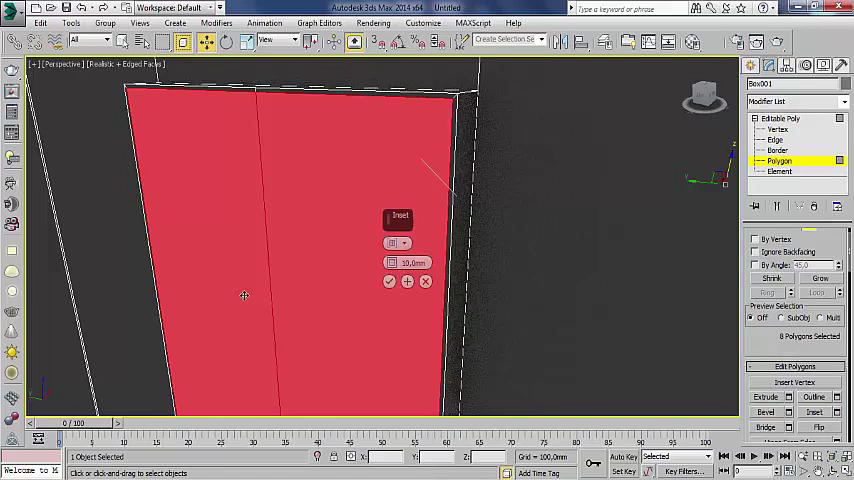 Workspace: Default
Autodesk 3ds Max 2014 x64 Untitled
Type a keyword or phrase
Edit Tools Group Views Create Modifiers Animation Graph Editors Rendering Customize MAXScript Help
All View Create Selection Se
[+] [Perspective] [Realistic + Edged Faces]
Box001
Modifier List
Editable Poly
Vertex
Edge
Border
Polygon
Element
Inset
10,0mm
By Vertex
Ignore Backfacing
By Angle: 45,0
Shrink Grow
Ring Loop
Preview Selection
Off SubObj Multi
8 Polygons Selected
Edit Polygons
Insert Vertex
Extrude Outline
Bevel Inset
Bridge Flip
0 / 100
0 5 10 15 20 25 30 35 40 45 50 55 60 65 70 75 80 85 90 95 100
1 Object Selected X: Y: Z: Grid = 100,0mm Auto Key Selected
Welcome to M Click or click-and-drag to select objects Add Time Tag Set Key Key Filters... 0